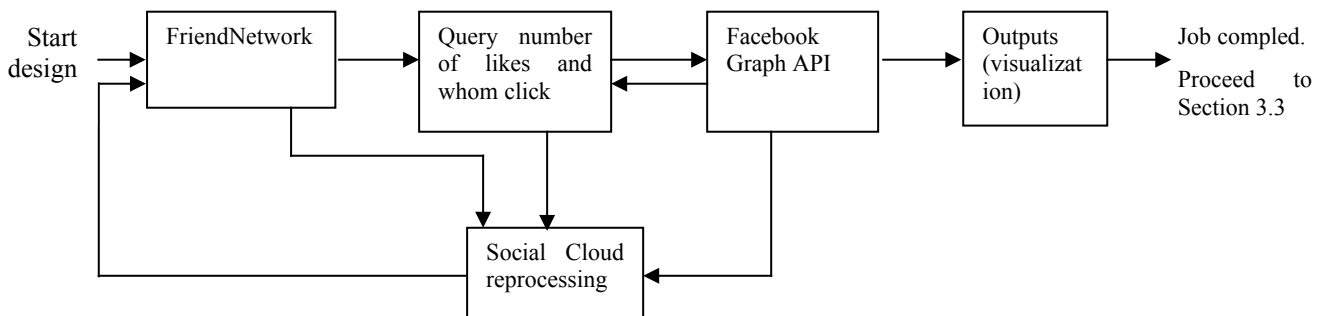 Start
design
FriendNetwork
Query number
of likes and
whom click
Facebook
Graph API
Outputs
(visualizat
ion)
Job compled.
Proceed to
Section 3.3
Social Cloud
reprocessing